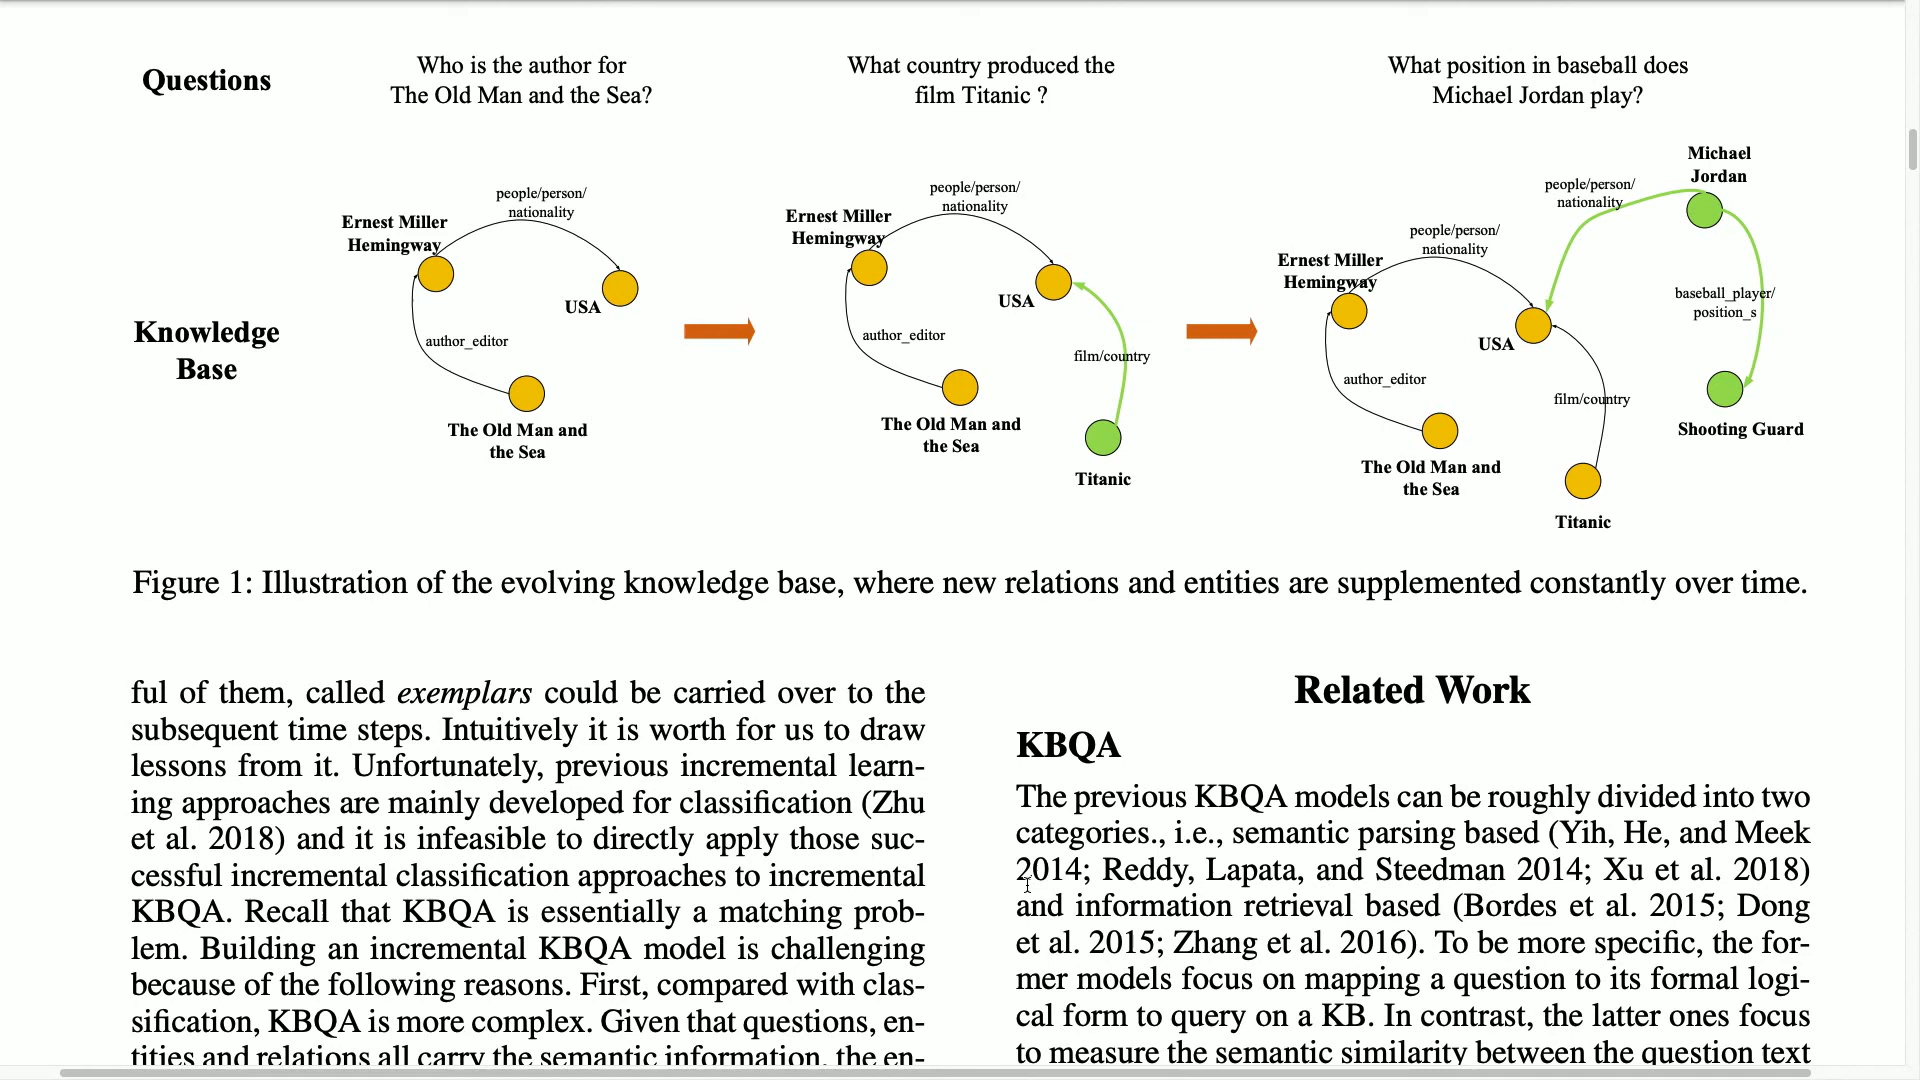 Questions
Who is the author for
The Old Man and the Sea?
What country produced the
film Titanic ?
What position in baseball does
Michael Jordan play?
Knowledge
Base
people/person/
nationality
Ernest Miller
Hemingway
USA
author_editor
The Old Man and
the Sea
people/person/
nationality
Ernest Miller
Hemingway
USA
author_editor
film/country
The Old Man and
the Sea
Titanic
Michael
Jordan
people/person/
nationality
people/person/
nationality
Ernest Miller
Hemingway
baseball_player/
position_s
USA
author_editor
film/country
Shooting Guard
The Old Man and
the Sea
Titanic
Figure 1: Illustration of the evolving knowledge base, where new relations and entities are supplemented constantly over time.
ful of them, called exemplars could be carried over to the
subsequent time steps. Intuitively it is worth for us to draw
lessons from it. Unfortunately, previous incremental learn-
ing approaches are mainly developed for classification (Zhu
et al. 2018) and it is infeasible to directly apply those suc-
cessful incremental classification approaches to incremental
KBQA. Recall that KBQA is essentially a matching prob-
lem. Building an incremental KBQA model is challenging
because of the following reasons. First, compared with clas-
sification, KBQA is more complex. Given that questions, en-
tities and relations all carry the semantic information, the en-
Related Work
KBQA
The previous KBQA models can be roughly divided into two
categories., i.e., semantic parsing based (Yih, He, and Meek
2014; Reddy, Lapata, and Steedman 2014; Xu et al. 2018)
and information retrieval based (Bordes et al. 2015; Dong
et al. 2015; Zhang et al. 2016). To be more specific, the for-
mer models focus on mapping a question to its formal logi-
cal form to query on a KB. In contrast, the latter ones focus
to measure the semantic similarity between the question text